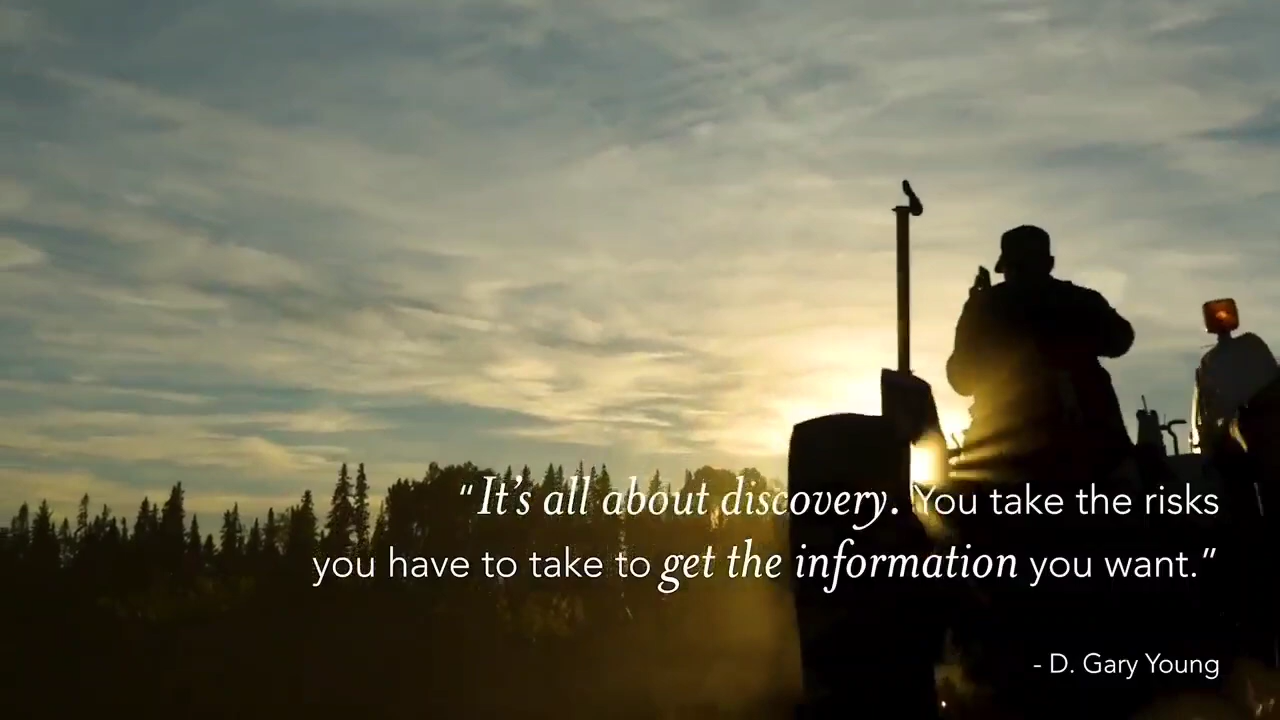 “It’s all about discovery. You take the risks
you have to take to get the information you want.”
- D. Gary Young